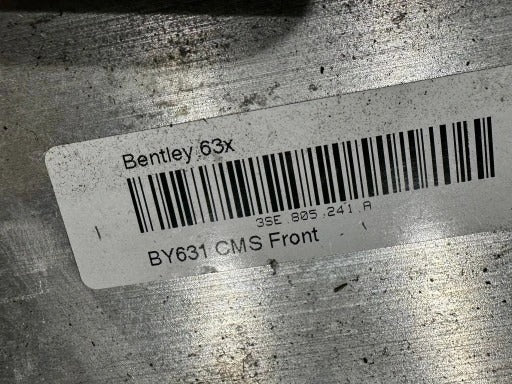 Bentley 63x
3SE.805.241.A
BY631 CMS Front